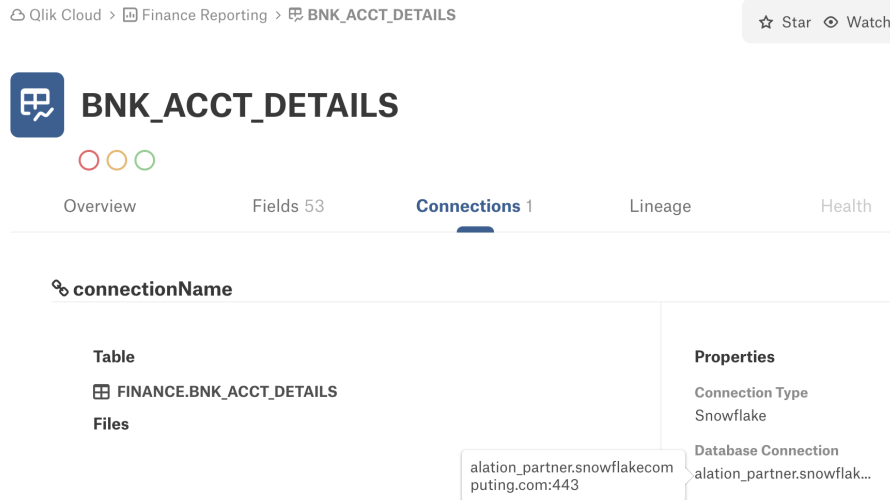 Qlik Cloud > Finance Reporting > BNK_ACCT_DETAILS
Star Watch
BNK_ACCT_DETAILS
Overview Fields 53 Connections 1 Lineage Health
connectionName
Table
FINANCE.BNK_ACCT_DETAILS
Files
Properties
Connection Type
Snowflake
Database Connection
alation_partner.snowflak...
alation_partner.snowflakecom
puting.com:443